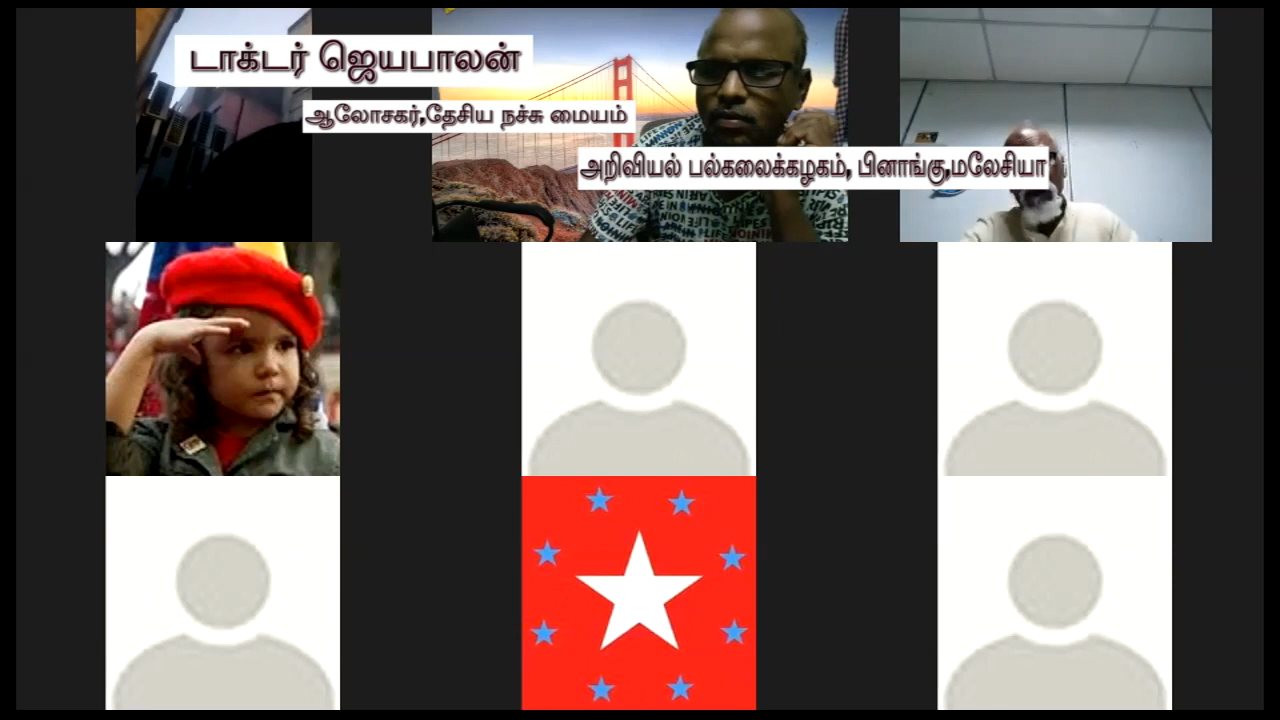 டாக்டர் ஜெயபாலன்
ஆலோசகர்,தேசிய நச்சு மையம்
அறிவியல் பல்கலைக்கழகம், பினாங்கு,மலேசியா